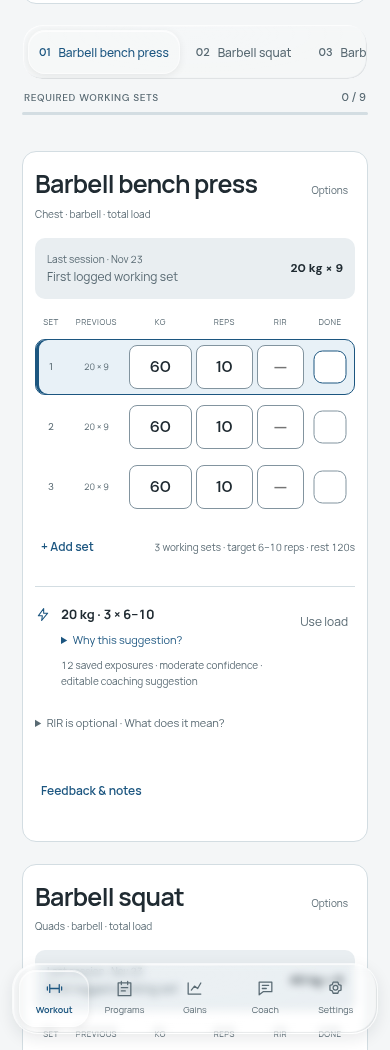 01 Barbell bench press 02 Barbell squat 03 Barb
REQUIRED WORKING SETS 0 / 9
Barbell bench press Options
Chest · barbell · total load
Last session · Nov 23
First logged working set 20 kg × 9
SET PREVIOUS KG REPS RIR DONE
1 20 × 9 60 10 —
2 20 × 9 60 10 —
3 20 × 9 60 10 —
+ Add set 3 working sets · target 6–10 reps · rest 120s
20 kg · 3 × 6–10 Use load
▶ Why this suggestion?
12 saved exposures · moderate confidence ·
editable coaching suggestion
▶ RIR is optional · What does it mean?
Feedback & notes
Barbell squat Options
Quads · barbell · total load
Workout Programs Gains Coach Settings
SET PREVIOUS KG REPS RIR DONE